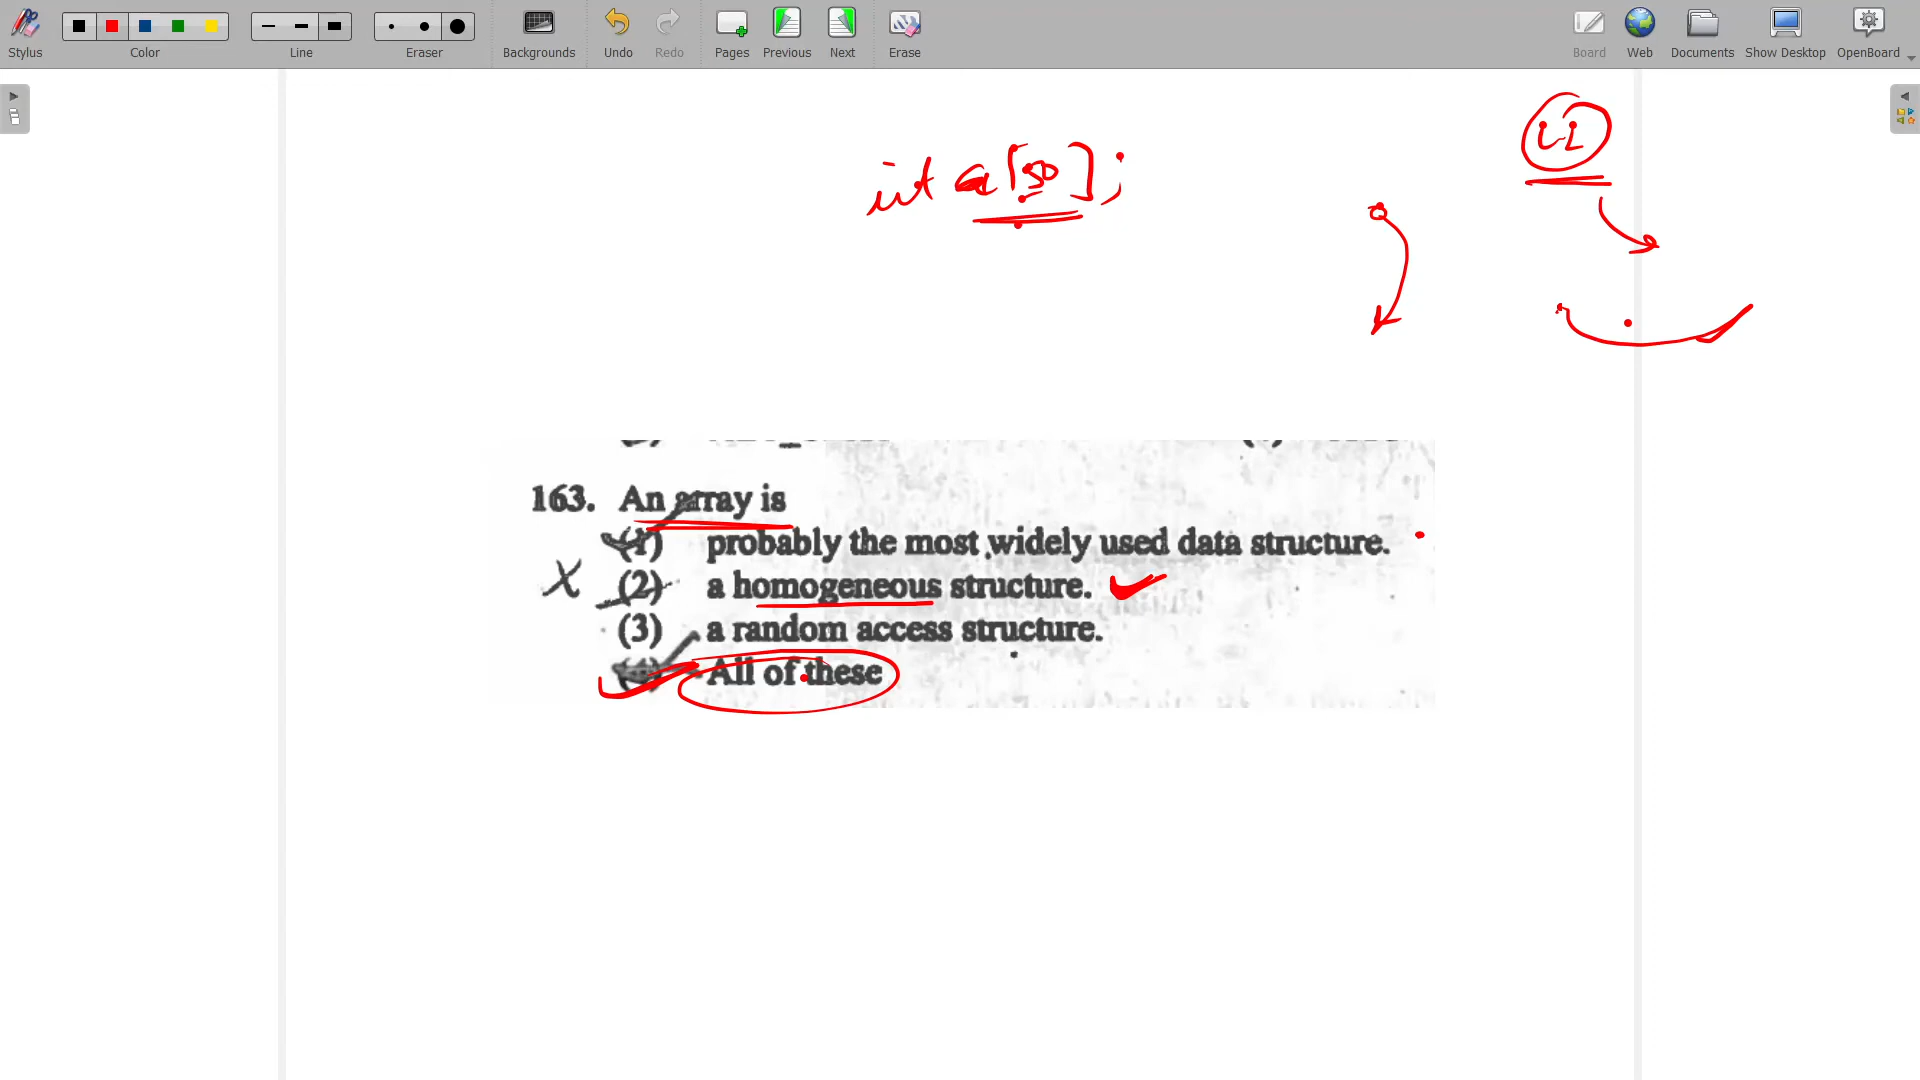 Stylus Color Line Eraser Backgrounds Undo Redo Pages Previous Next Erase Board Web Documents Show Desktop OpenBoard
LL
int a[50];
163. An array is
(1) probably the most widely used data structure.
X (2) a homogeneous structure.
(3) a random access structure.
All of these